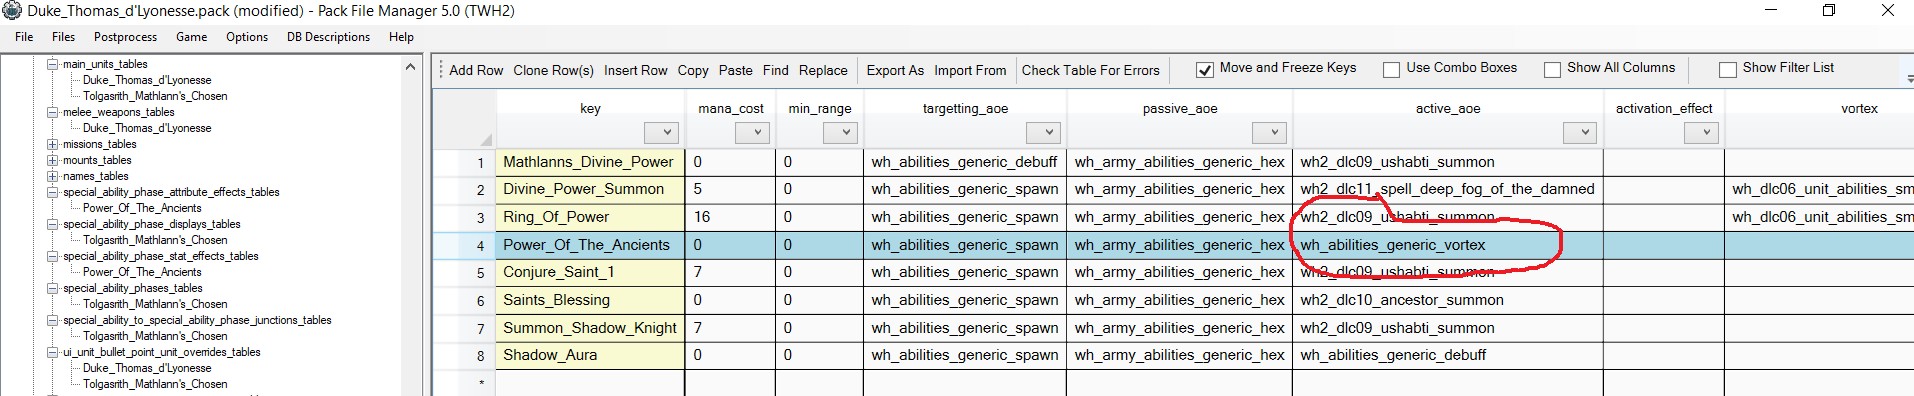 Duke_Thomas_d'Lyonesse.pack (modified) - Pack File Manager 5.0 (TWH2)
File Files Postprocess Game Options DB Descriptions Help
main_units_tables
Duke_Thomas_d'Lyonesse
Tolgasrith_Mathlann's_Chosen
melee_weapons_tables
Duke_Thomas_d'Lyonesse
missions_tables
mounts_tables
names_tables
special_ability_phase_attribute_effects_tables
Power_Of_The_Ancients
special_ability_phase_displays_tables
Tolgasrith_Mathlann's_Chosen
special_ability_phase_stat_effects_tables
Power_Of_The_Ancients
special_ability_phases_tables
Tolgasrith_Mathlann's_Chosen
special_ability_to_special_ability_phase_junctions_tables
Tolgasrith_Mathlann's_Chosen
ui_unit_bullet_point_unit_overrides_tables
Duke_Thomas_d'Lyonesse
Tolgasrith_Mathlann's_Chosen
Add Row Clone Row(s) Insert Row Copy Paste Find Replace Export As Import From Check Table For Errors Move and Freeze Keys Use Combo Boxes Show All Columns Show Filter List
key mana_cost min_range targetting_aoe passive_aoe active_aoe activation_effect vortex
1 Mathlanns_Divine_Power 0 0 wh_abilities_generic_debuff wh_army_abilities_generic_hex wh2_dlc09_ushabti_summon
2 Divine_Power_Summon 5 0 wh_abilities_generic_spawn wh_army_abilities_generic_hex wh2_dlc11_spell_deep_fog_of_the_damned wh_dlc06_unit_abilities_sm
3 Ring_Of_Power 16 0 wh_abilities_generic_spawn wh_army_abilities_generic_hex wh2_dlc09_ushabti_summon wh_dlc06_unit_abilities_sm
4 Power_Of_The_Ancients 0 0 wh_abilities_generic_spawn wh_army_abilities_generic_hex wh_abilities_generic_vortex
5 Conjure_Saint_1 7 0 wh_abilities_generic_spawn wh_army_abilities_generic_hex wh2_dlc09_ushabti_summon
6 Saints_Blessing 0 0 wh_abilities_generic_spawn wh_army_abilities_generic_hex wh2_dlc10_ancestor_summon
7 Summon_Shadow_Knight 7 0 wh_abilities_generic_spawn wh_army_abilities_generic_hex wh2_dlc09_ushabti_summon
8 Shadow_Aura 0 0 wh_abilities_generic_spawn wh_army_abilities_generic_hex wh_abilities_generic_debuff
*